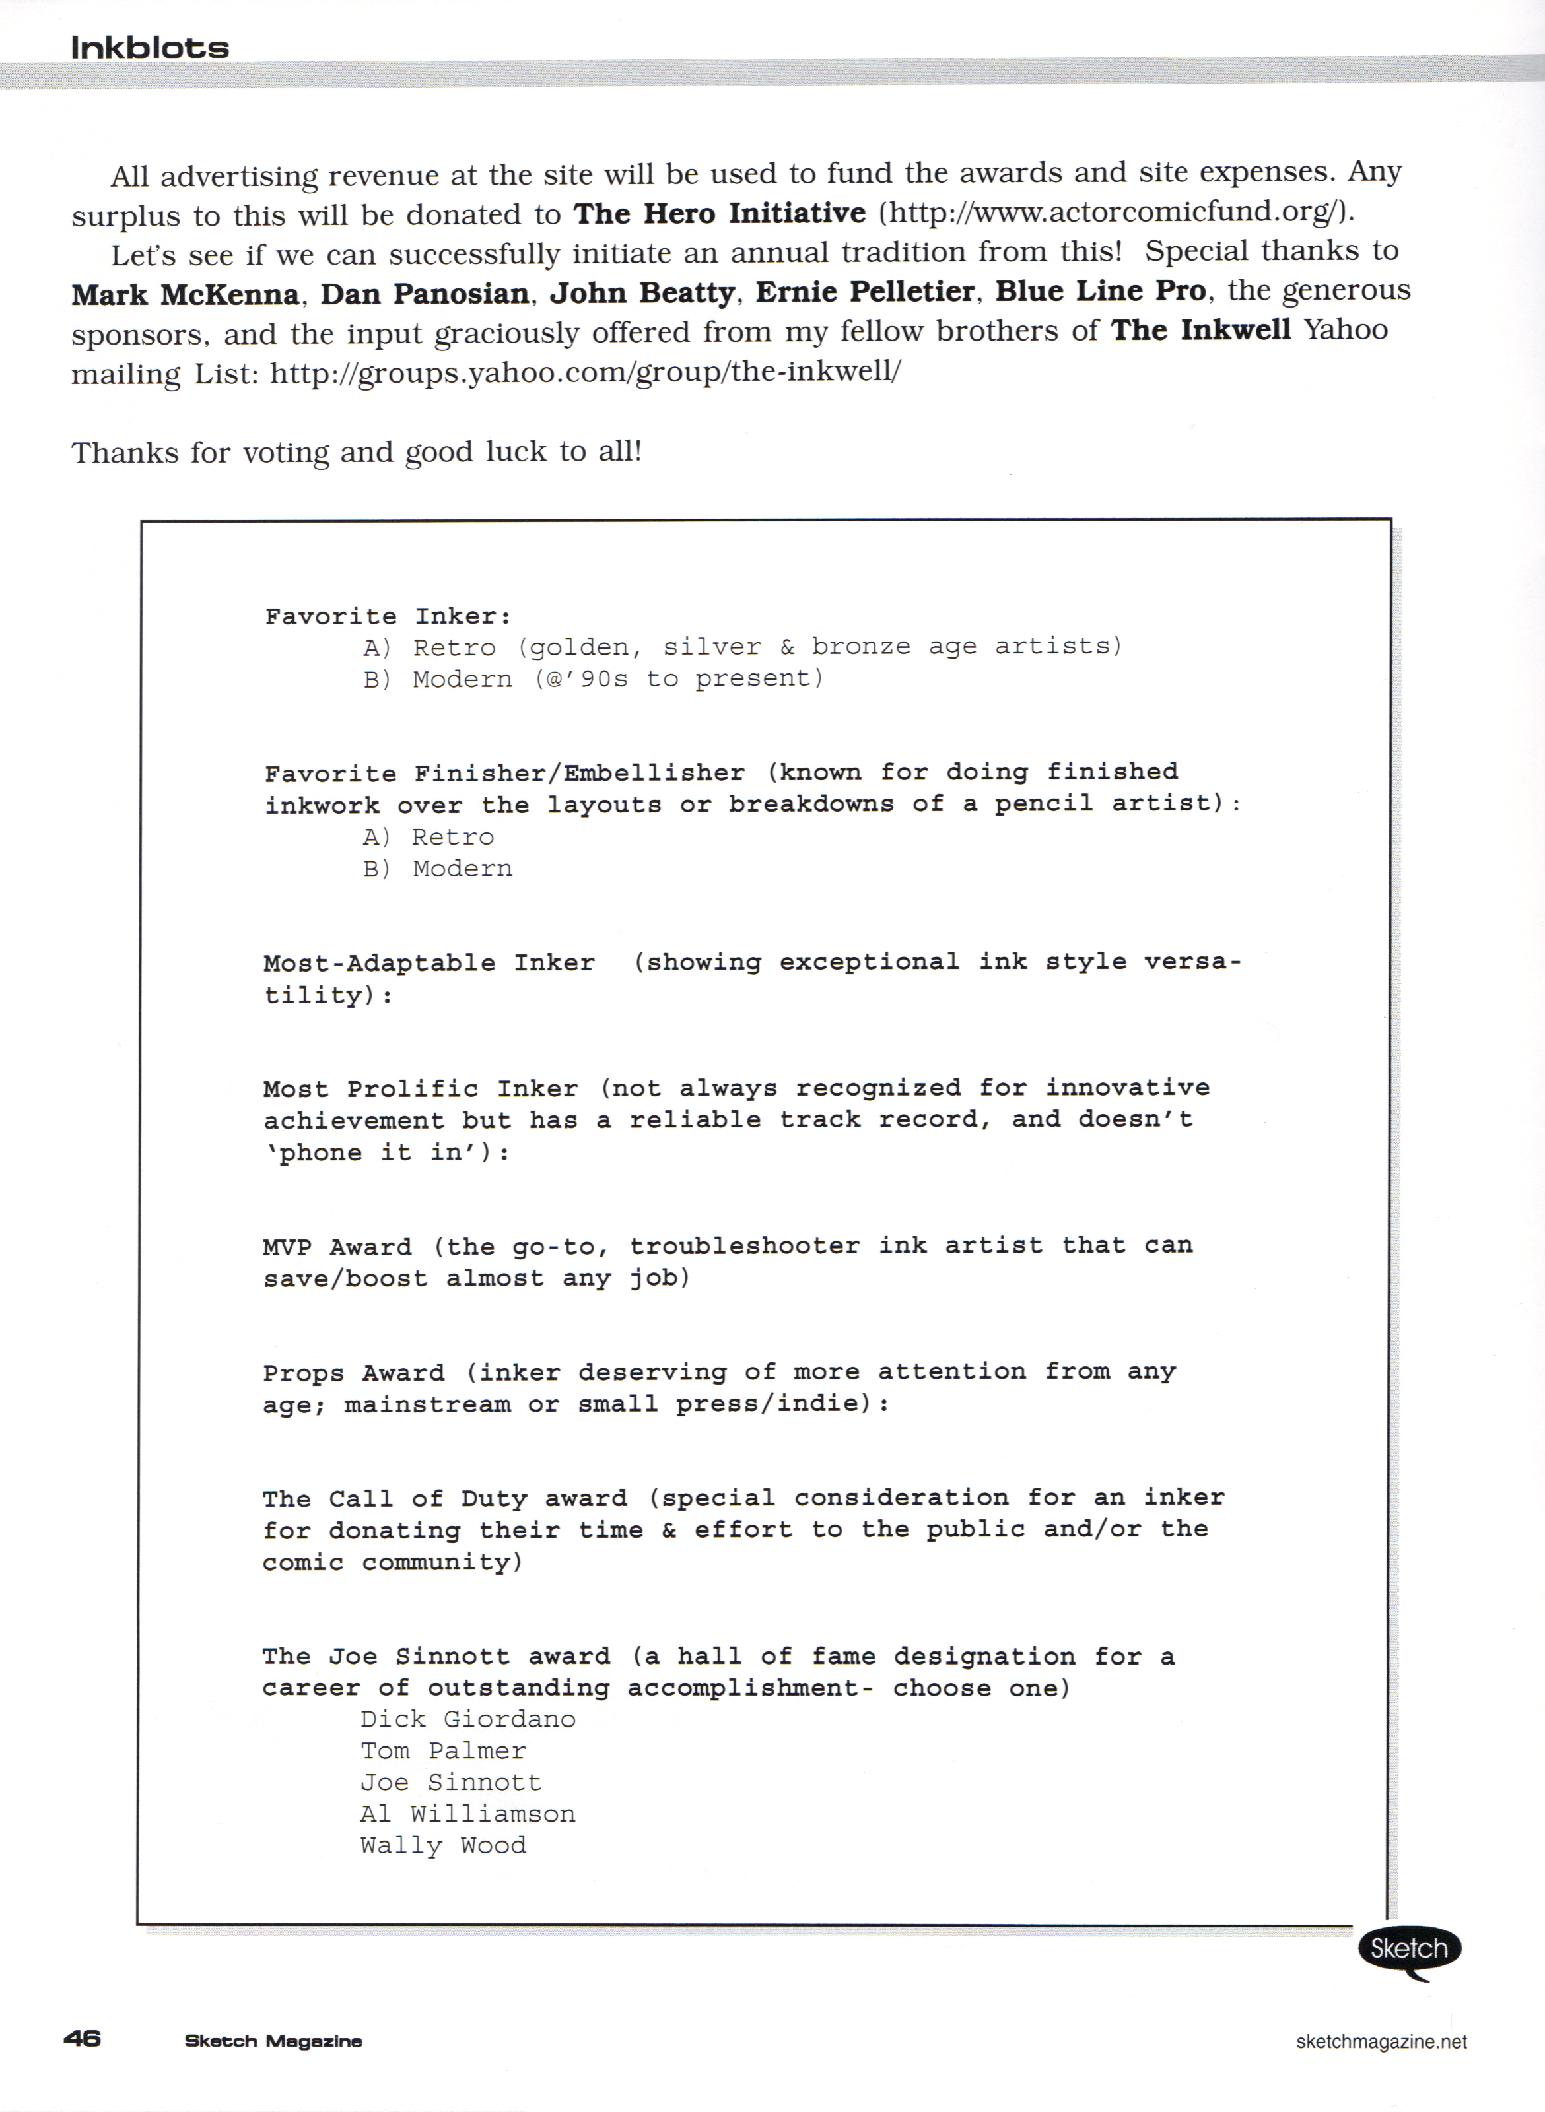 Inkblots
All advertising revenue at the site will be used to fund the awards and site expenses. Any
surplus to this will be donated to The Hero Initiative (http://www.actorcomicfund.org/).
Let's see if we can successfully initiate an annual tradition from this!  Special thanks to
Mark McKenna, Dan Panosian, John Beatty, Ernie Pelletier, Blue Line Pro, the generous
sponsors, and the input graciously offered from my fellow brothers of The Inkwell Yahoo
mailing List: http://groups.yahoo.com/group/the-inkwell/
Thanks for voting and good luck to all!
Favorite Inker:
A) Retro (golden, silver & bronze age artists)
B) Modern (@'90s to present)
Favorite Finisher/Embellisher (known for doing finished
inkwork over the layouts or breakdowns of a pencil artist):
A) Retro
B) Modern
Most-Adaptable Inker  (showing exceptional ink style versa-
tility):
Most Prolific Inker (not always recognized for innovative
achievement but has a reliable track record, and doesn't
‛phone it in'):
MVP Award (the go-to, troubleshooter ink artist that can
save/boost almost any job)
Props Award (inker deserving of more attention from any
age; mainstream or small press/indie):
The Call of Duty award (special consideration for an inker
for donating their time & effort to the public and/or the
comic community)
The Joe Sinnott award (a hall of fame designation for a
career of outstanding accomplishment- choose one)
Dick Giordano
Tom Palmer
Joe Sinnott
Al Williamson
Wally Wood
Sketch
46 Sketch Magazine sketchmagazine.net